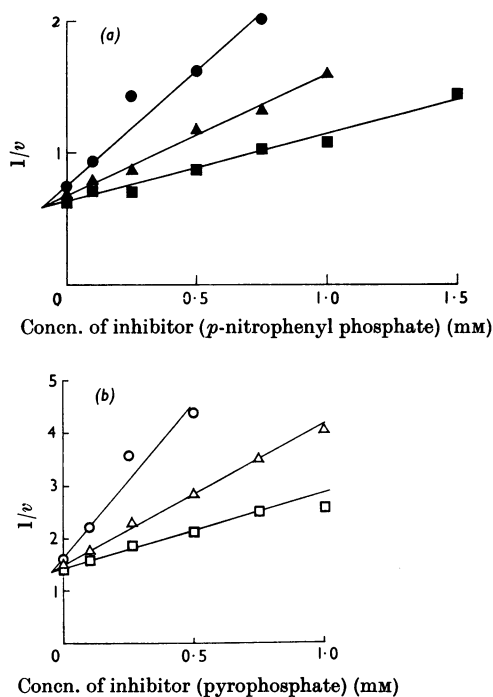 2
(a)
1/v
1
0
0·5
1·0
1·5
Concn. of inhibitor (p-nitrophenyl phosphate) (mM)
5
(b)
4
3
1/v
2
1
0
0·5
1·0
Concn. of inhibitor (pyrophosphate) (mM)